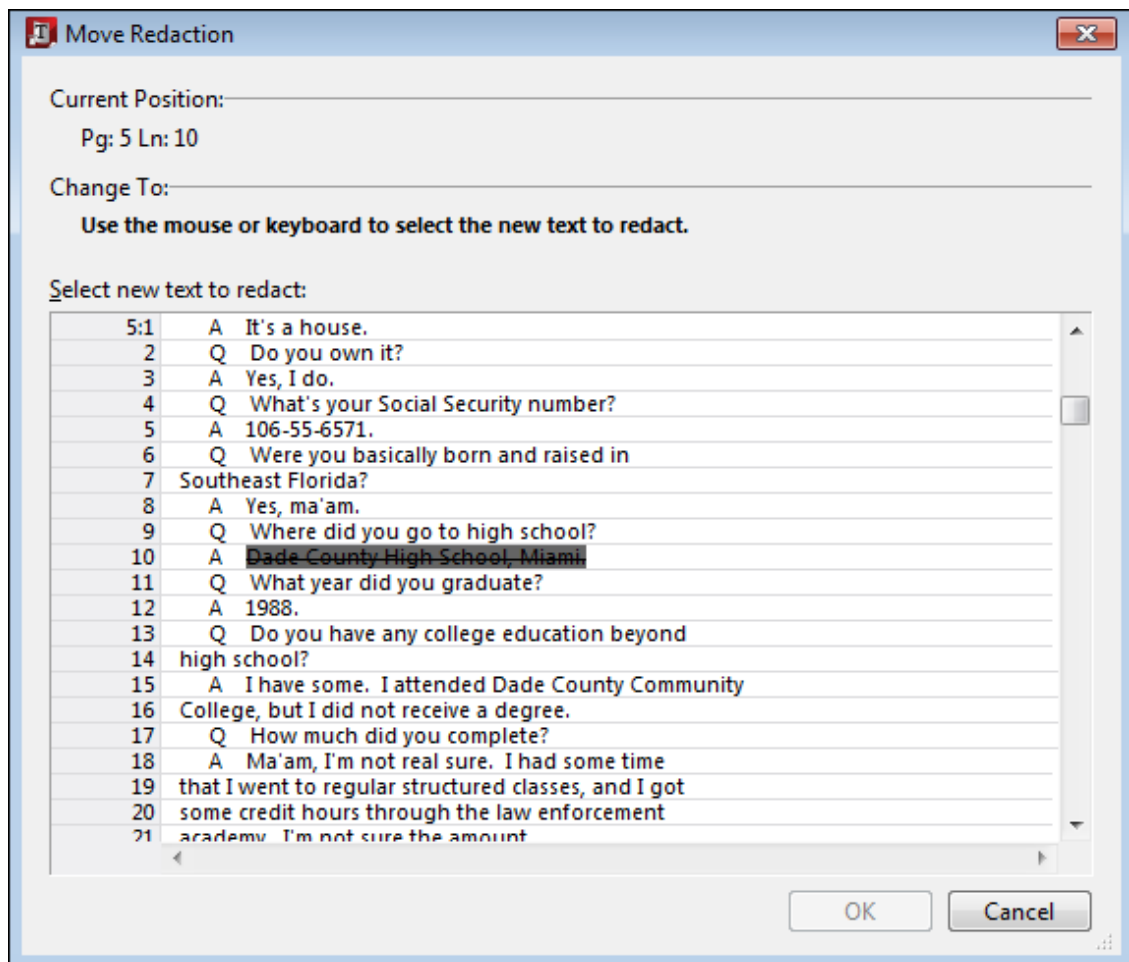 Move Redaction
Current Position:
Pg: 5 Ln: 10
Change To:
Use the mouse or keyboard to select the new text to redact.
Select new text to redact:
5:1 A It's a house.
2 Q Do you own it?
3 A Yes, I do.
4 Q What's your Social Security number?
5 A 106-55-6571.
6 Q Were you basically born and raised in
7 Southeast Florida?
8 A Yes, ma'am.
9 Q Where did you go to high school?
10 A Dade County High School, Miami.
11 Q What year did you graduate?
12 A 1988.
13 Q Do you have any college education beyond
14 high school?
15 A I have some.  I attended Dade County Community
16 College, but I did not receive a degree.
17 Q How much did you complete?
18 A Ma'am, I'm not real sure.  I had some time
19 that I went to regular structured classes, and I got
20 some credit hours through the law enforcement
21 academy.  I'm not sure the amount
OK Cancel